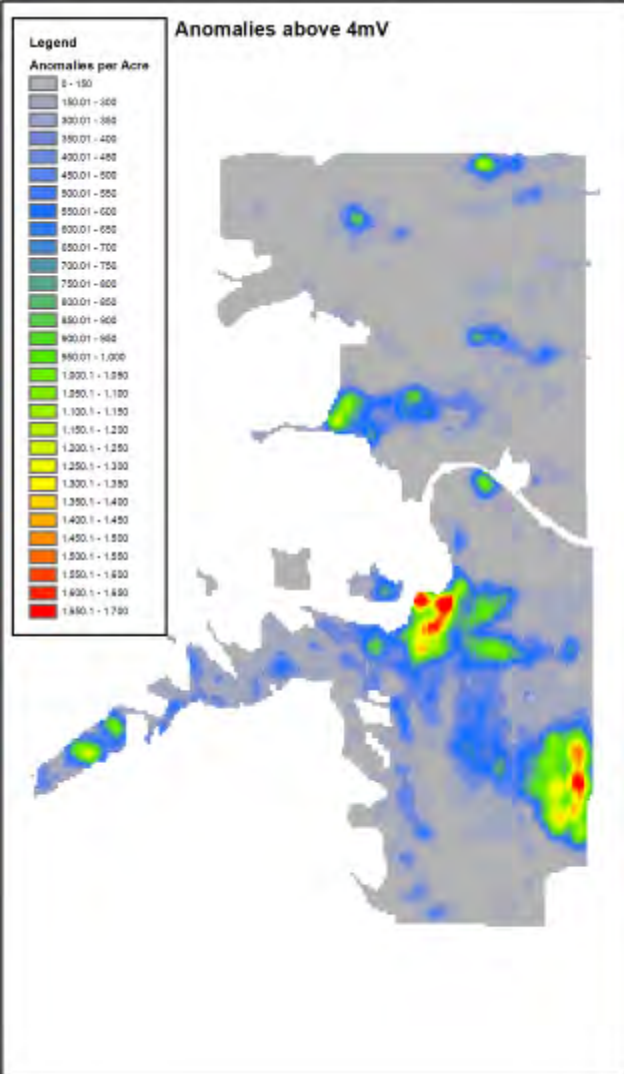 Anomalies above 4mV
Legend
Anomalies per Acre
0 - 150
150.01 - 300
300.01 - 350
350.01 - 400
400.01 - 450
450.01 - 500
500.01 - 550
550.01 - 600
600.01 - 650
650.01 - 700
700.01 - 750
750.01 - 800
800.01 - 850
850.01 - 900
900.01 - 950
950.01 - 1,000
1,000.1 - 1,050
1,050.1 - 1,100
1,100.1 - 1,150
1,150.1 - 1,200
1,200.1 - 1,250
1,250.1 - 1,300
1,300.1 - 1,350
1,350.1 - 1,400
1,400.1 - 1,450
1,450.1 - 1,500
1,500.1 - 1,550
1,550.1 - 1,600
1,600.1 - 1,650
1,650.1 - 1,700